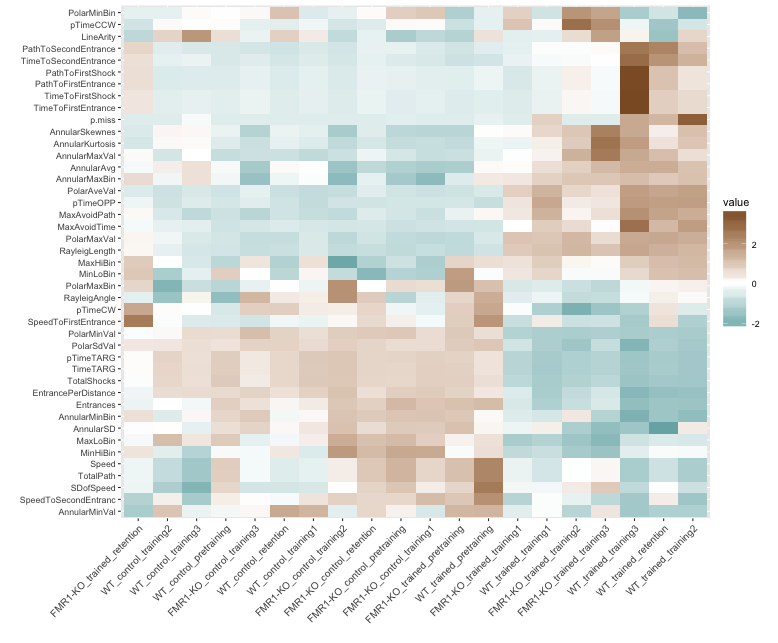 PolarMinBin
pTimeCCW
LineArity
PathToSecondEntrance
TimeToSecondEntrance
PathToFirstShock
PathToFirstEntrance
TimeToFirstShock
TimeToFirstEntrance
p.miss
AnnularSkewnes
AnnularKurtosis
AnnularMaxVal
AnnularAvg
AnnularMaxBin
PolarAveVal
pTimeOPP
MaxAvoidPath
MaxAvoidTime
PolarMaxVal
RayleigLength
MaxHiBin
MinLoBin
PolarMaxBin
RayleigAngle
pTimeCW
SpeedToFirstEntrance
PolarMinVal
PolarSdVal
pTimeTARG
TimeTARG
TotalShocks
EntrancePerDistance
Entrances
AnnularMinBin
AnnularSD
MaxLoBin
MinHiBin
Speed
TotalPath
SDofSpeed
SpeedToSecondEntranc
AnnularMinVal
FMR1-KO_trained_retention
WT_control_training2
WT_control_training3
WT_control_pretraining
FMR1-KO_control_training3
WT_control_retention
WT_control_training1
FMR1-KO_control_training2
FMR1-KO_control_retention
FMR1-KO_control_pretraining
FMR1-KO_control_training1
FMR1-KO_trained_pretraining
WT_trained_pretraining
FMR1-KO_trained_training1
WT_trained_training1
FMR1-KO_trained_training2
FMR1-KO_trained_training3
WT_trained_training3
WT_trained_retention
WT_trained_training2
value
2
1
0
-1
-2